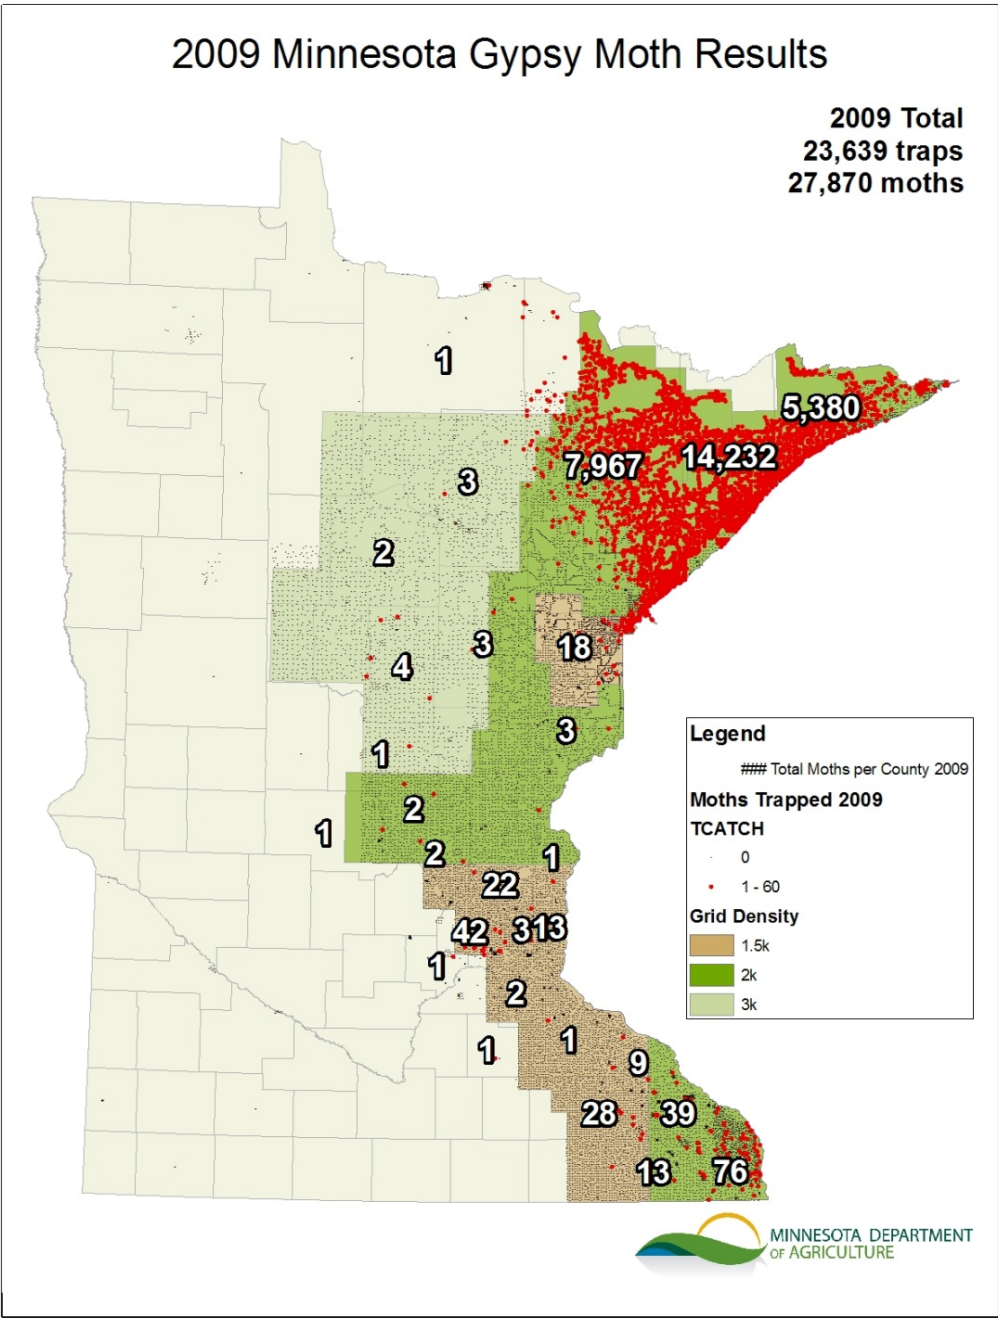 2009 Minnesota Gypsy Moth Results
2009 Total
23,639 traps
27,870 moths
1
5,380
7,967
14,232
3
2
18
3
4
3
1
2
1
2
1
22
42
3
13
1
2
1
1
9
28
39
13
76
Legend
### Total Moths per County 2009
Moths Trapped 2009
TCATCH
0
1 - 60
Grid Density
1.5k
2k
3k
MINNESOTA DEPARTMENT
OF AGRICULTURE